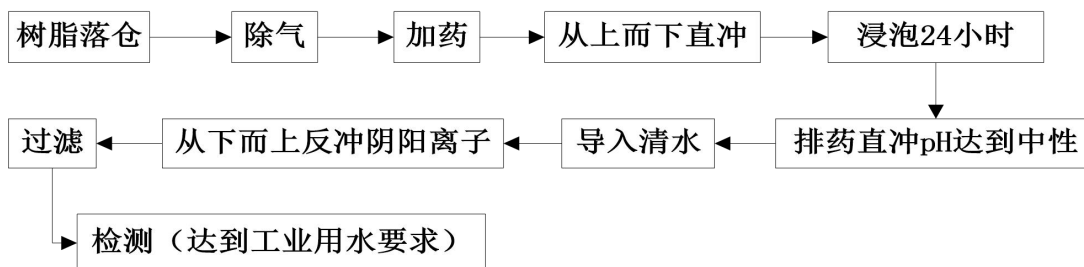 树脂落仓
除气
加药
从上而下直冲
浸泡24小时
排药直冲pH达到中性
导入清水
从下而上反冲阴阳离子
过滤
检测（达到工业用水要求）